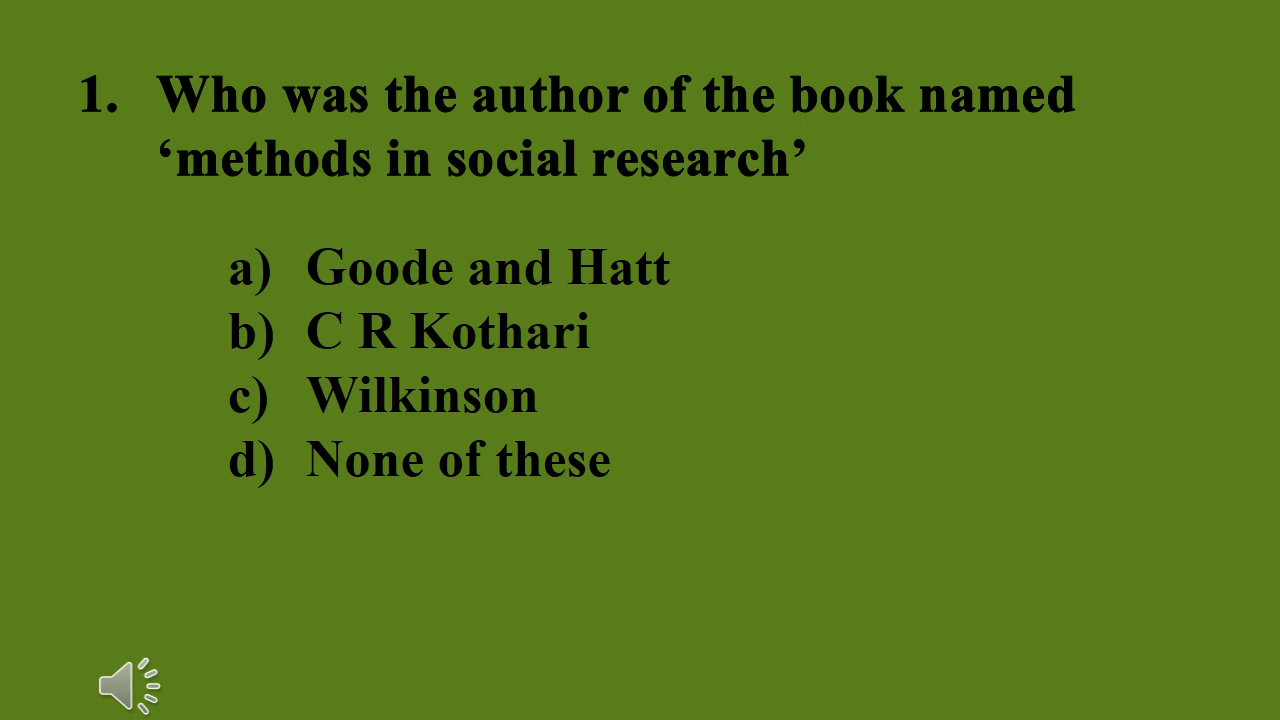 1. Who was the author of the book named
‘methods in social research’
a) Goode and Hatt
b) C R Kothari
c) Wilkinson
d) None of these